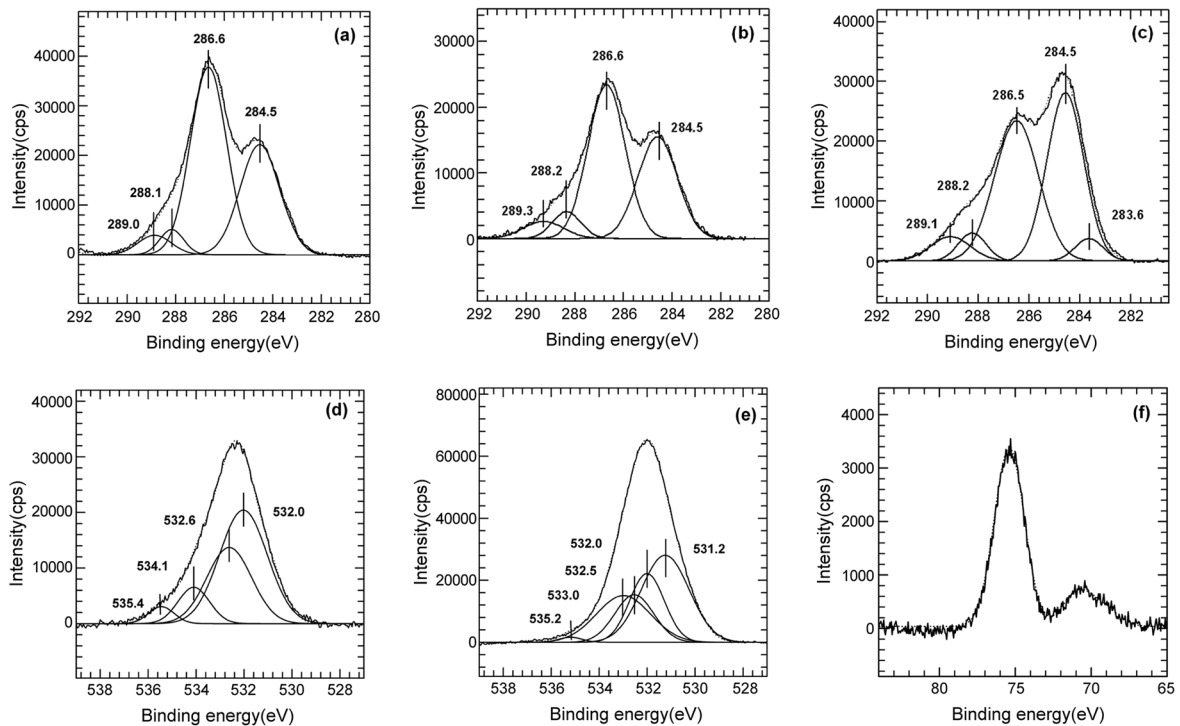 (a)
286.6
284.5
288.1
289.0
Intensity(cps)
40000
30000
20000
10000
0
292 290 288 286 284 282 280
Binding energy(eV)
(b)
286.6
284.5
288.2
289.3
Intensity(cps)
30000
20000
10000
0
292 290 288 286 284 282 280
Binding energy(eV)
(c)
284.5
286.5
288.2
289.1
283.6
Intensity(cps)
40000
30000
20000
10000
0
292 290 288 286 284 282
Binding energy(eV)
(d)
532.6
532.0
534.1
535.4
Intensity(cps)
40000
30000
20000
10000
0
538 536 534 532 530 528
Binding energy(eV)
(e)
532.0
531.2
532.5
533.0
535.2
Intensity(cps)
80000
60000
40000
20000
0
538 536 534 532 530 528
Binding energy(eV)
(f)
Intensity(cps)
4000
3000
2000
1000
0
80 75 70 65
Binding energy(eV)